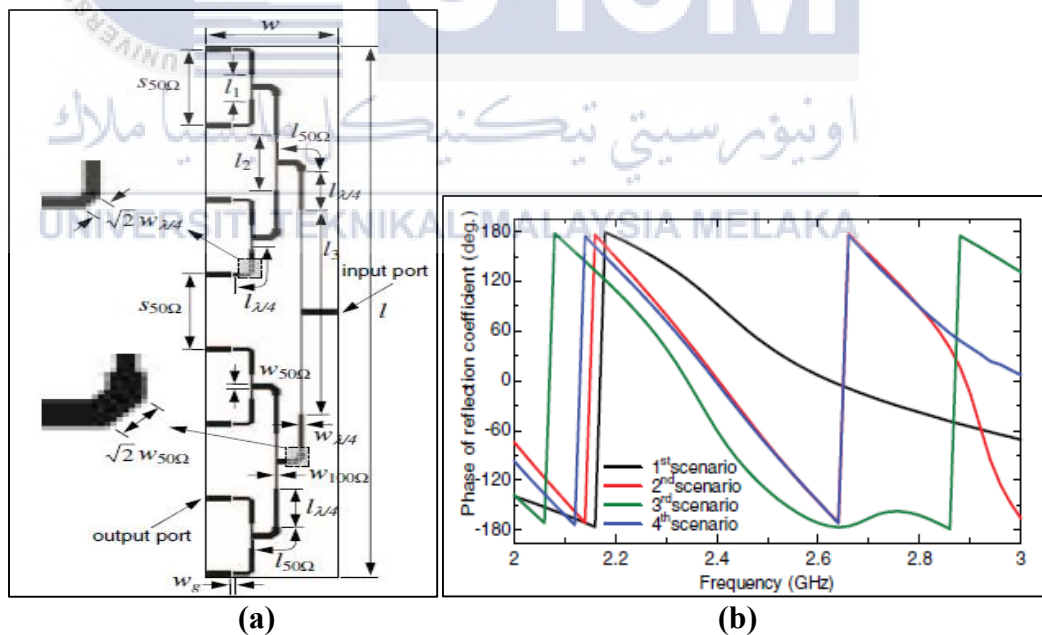 UNIVERSITI TEKNIKAL MALAYSIA MELAKA
اونيۏرسيتي تيكنيكل مليسيا ملاك
w
s50Ω
l1
l50Ω
l2
lλ/4
√2 wλ/4
l3
input port
l
lλ/4
s50Ω
w50Ω
wλ/4
√2 w50Ω
w100Ω
lλ/4
output port
l50Ω
wg
(a)
Phase of reflection coefficient (deg.)
180
120
60
0
-60
-120
-180
1st scenario
2nd scenario
3rd scenario
4th scenario
2
2.2
2.4
2.6
2.8
3
Frequency (GHz)
(b)